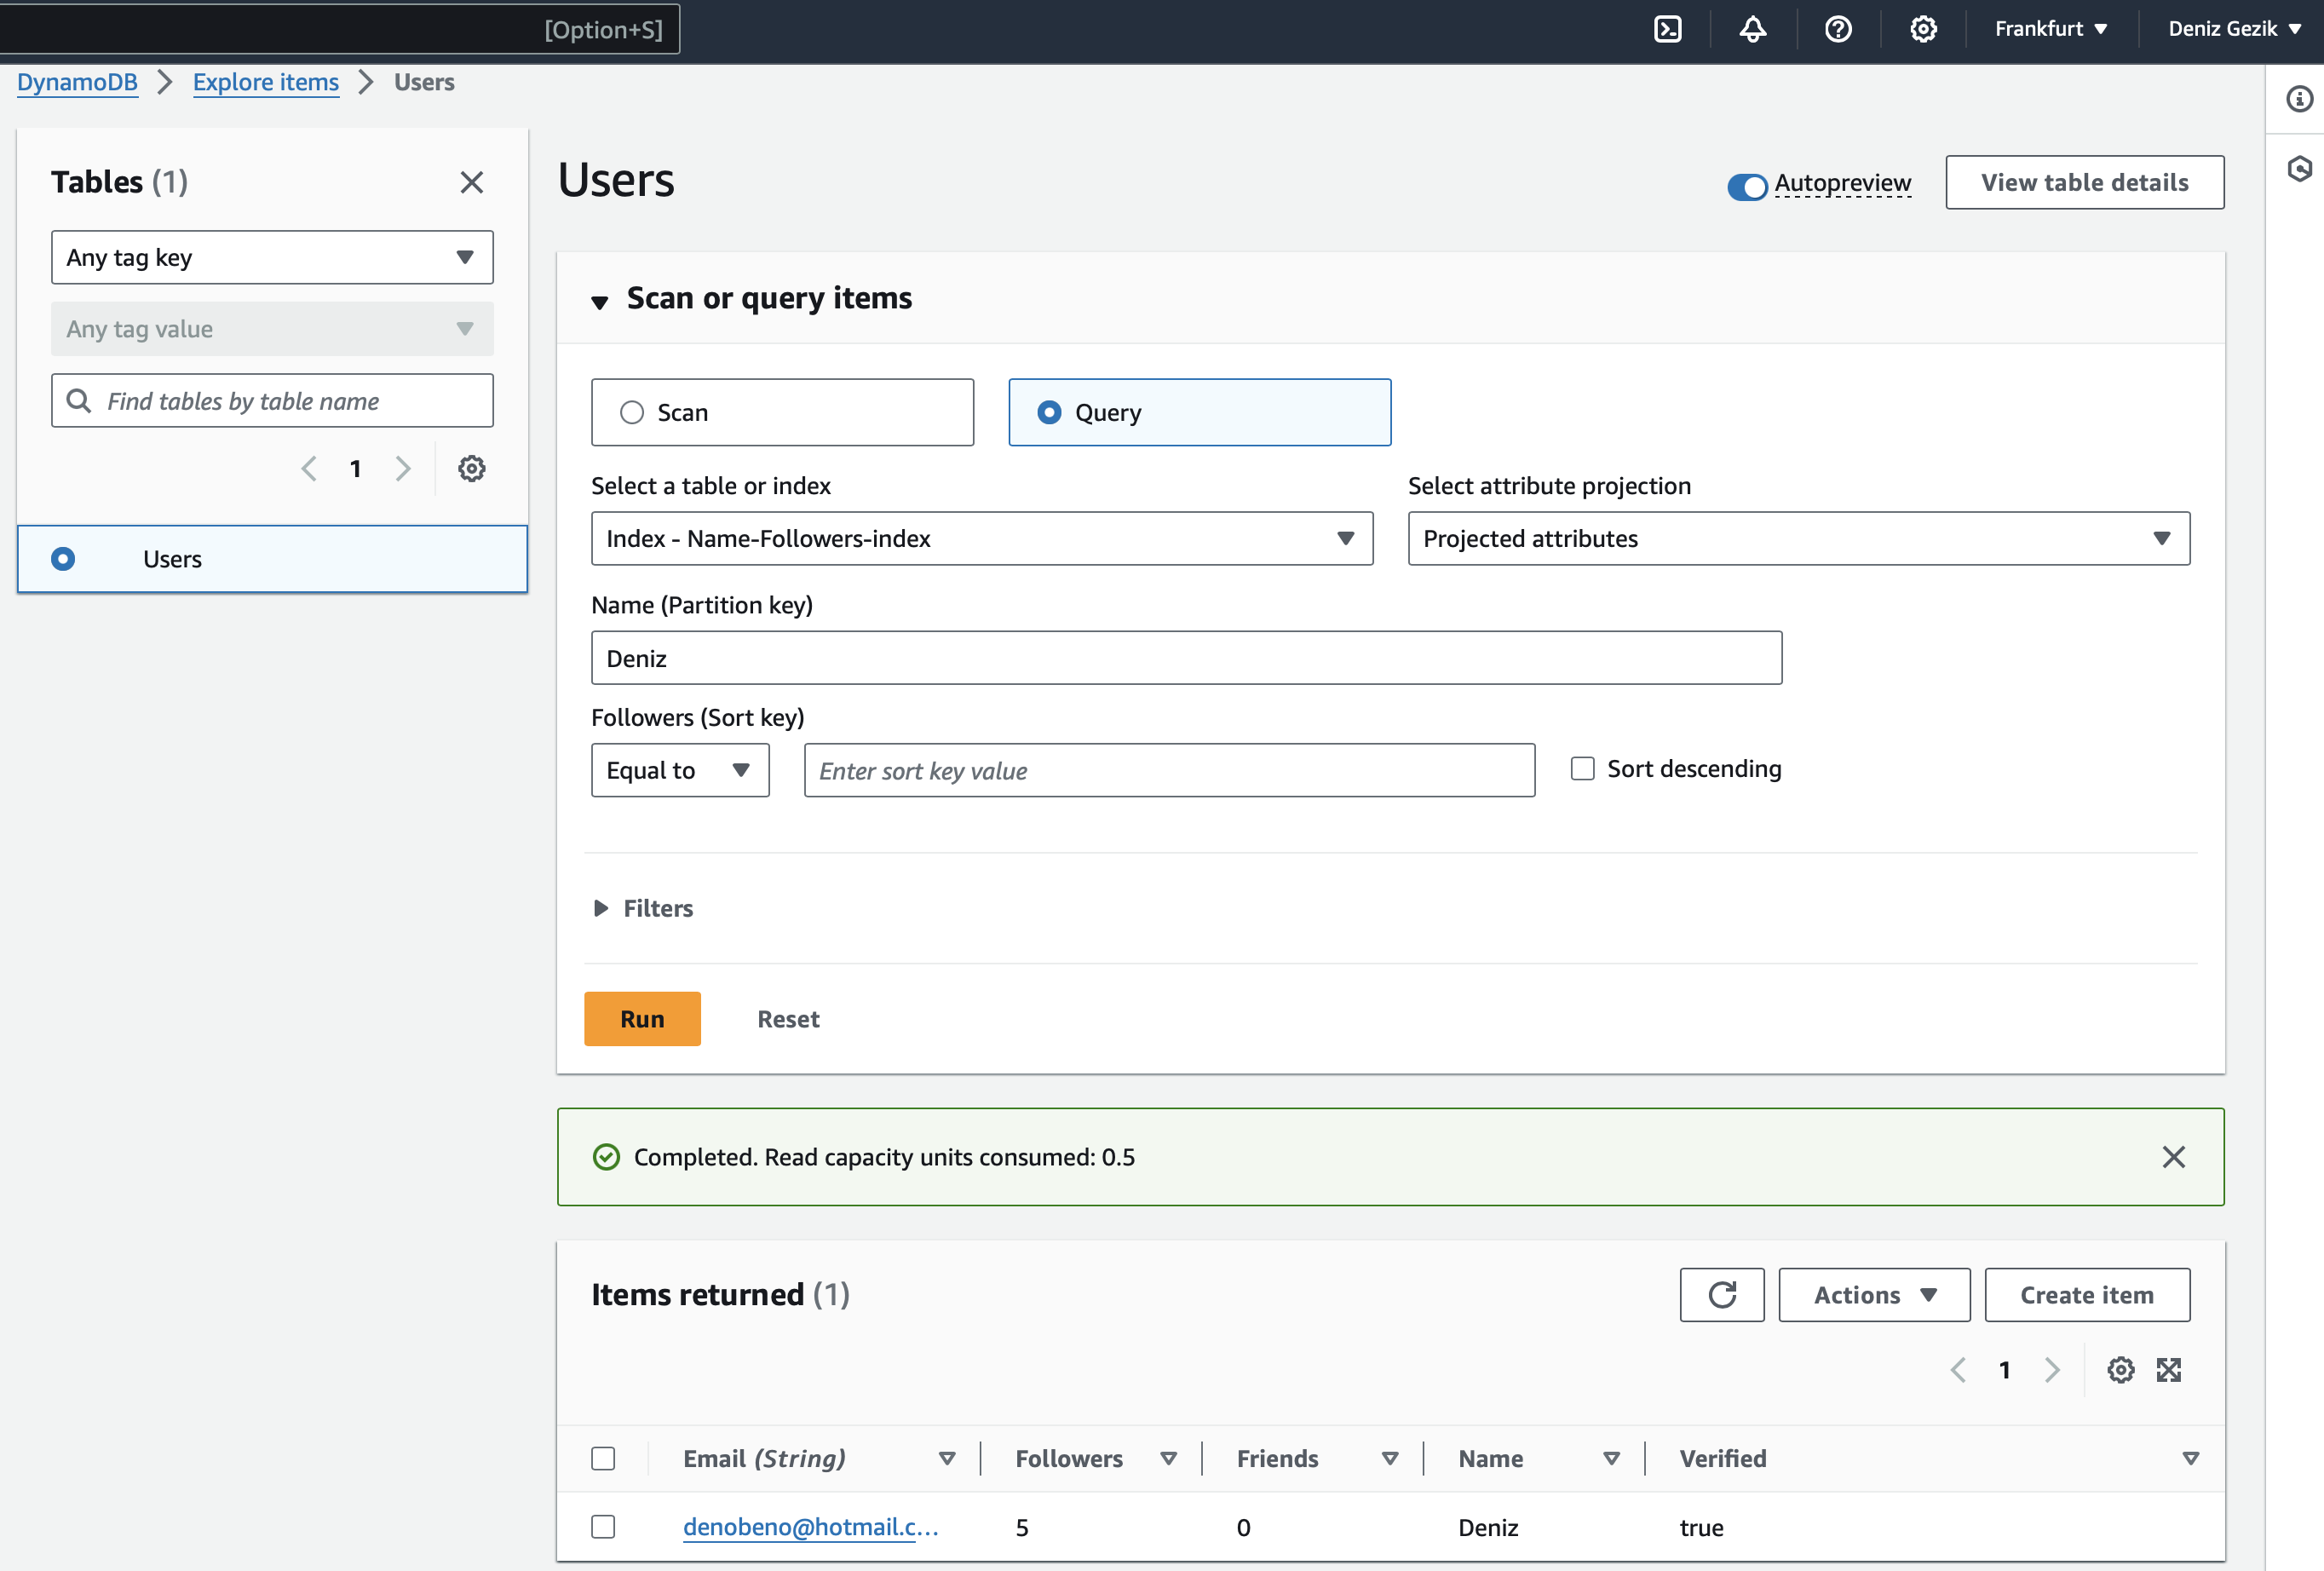 [Option+S]
Frankfurt
Deniz Gezik
DynamoDB
Explore items
Users
Tables (1)
Any tag key
Any tag value
Find tables by table name
1
Users
Users
Autopreview
View table details
Scan or query items
Scan
Query
Select a table or index
Select attribute projection
Index - Name-Followers-index
Projected attributes
Name (Partition key)
Deniz
Followers (Sort key)
Equal to
Enter sort key value
Sort descending
Filters
Run
Reset
Completed. Read capacity units consumed: 0.5
Items returned (1)
Actions
Create item
1
Email (String)
Followers
Friends
Name
Verified
denobeno@hotmail.c...
5
0
Deniz
true